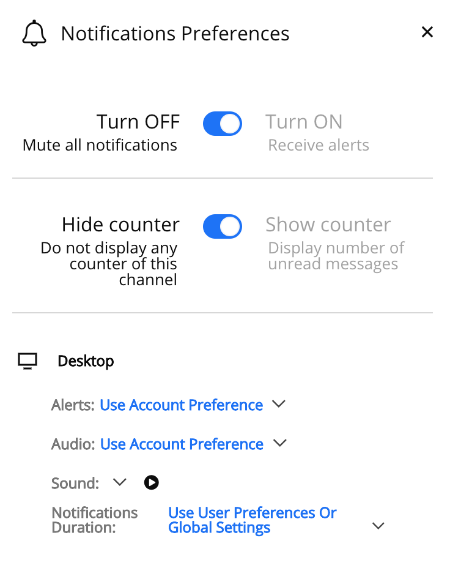 Notifications Preferences
Turn OFF
Turn ON
Mute all notifications
Receive alerts
Hide counter
Show counter
Do not display any
counter of this
channel
Display number of
unread messages
Desktop
Alerts: Use Account Preference
Audio: Use Account Preference
Sound:
Notifications
Duration:
Use User Preferences Or
Global Settings